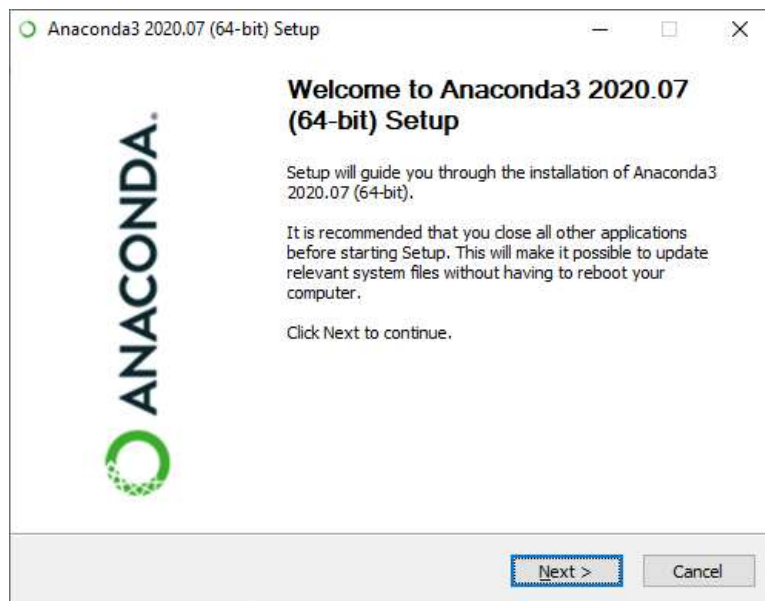 Anaconda3 2020.07 (64-bit) Setup
Welcome to Anaconda3 2020.07
(64-bit) Setup
Setup will guide you through the installation of Anaconda3
2020.07 (64-bit).
It is recommended that you close all other applications
before starting Setup. This will make it possible to update
relevant system files without having to reboot your
computer.
Click Next to continue.
ANACONDA.
Next >
Cancel